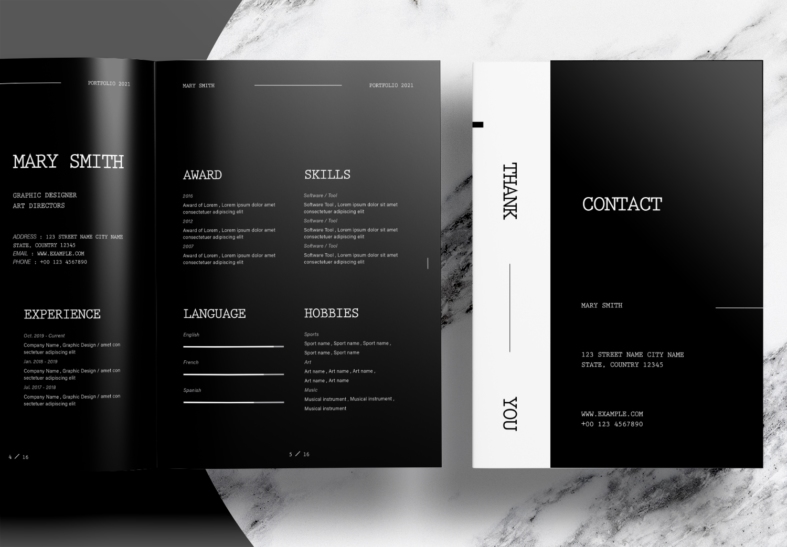 PORTFOLIO 2021
MARY SMITH
GRAPHIC DESIGNER
ART DIRECTORS
ADDRESS : 123 STREET NAME CITY NAME
STATE, COUNTRY 12345
EMAIL : WWW.EXAMPLE.COM
PHONE : +00 123 4567890
EXPERIENCE
Oct. 2019 - Current
Company Name , Graphic Design / amet con
sectetuer adipiscing elit
Jan. 2018 - 2019
Company Name , Graphic Design / amet con
sectetuer adipiscing elit
Jul. 2017 - 2018
Company Name , Graphic Design / amet con
sectetuer adipiscing elit
4 / 16
MARY SMITH
PORTFOLIO 2021
AWARD
Award of Lorem , Lorem ipsum dolor amet
consectetuer adipiscing elit
2012
Award of Lorem , Lorem ipsum dolor amet
consectetuer adipiscing elit
2007
Award of Lorem , Lorem ipsum dolor amet
consectetuer adipiscing elit
SKILLS
Software / Tool
Software Tool , Lorem ipsum dolor sit amet
consectetuer adipiscing elit
Software / Tool
Software Tool , Lorem ipsum dolor sit amet
consectetuer adipiscing elit
Software / Tool
Software Tool , Lorem ipsum dolor sit amet
consectetuer adipiscing elit
LANGUAGE
English
French
Spanish
HOBBIES
Sports
Sport name , Sport name , Sport name ,
Sport name , Sport name
Art
Art name , Art name , Art name ,
Art name , Art name
Music
Musical instrument , Musical instrument ,
Musical instrument
5 / 16
THANK
YOU
CONTACT
MARY SMITH
123 STREET NAME CITY NAME
STATE, COUNTRY 12345
WWW.EXAMPLE.COM
+00 123 4567890